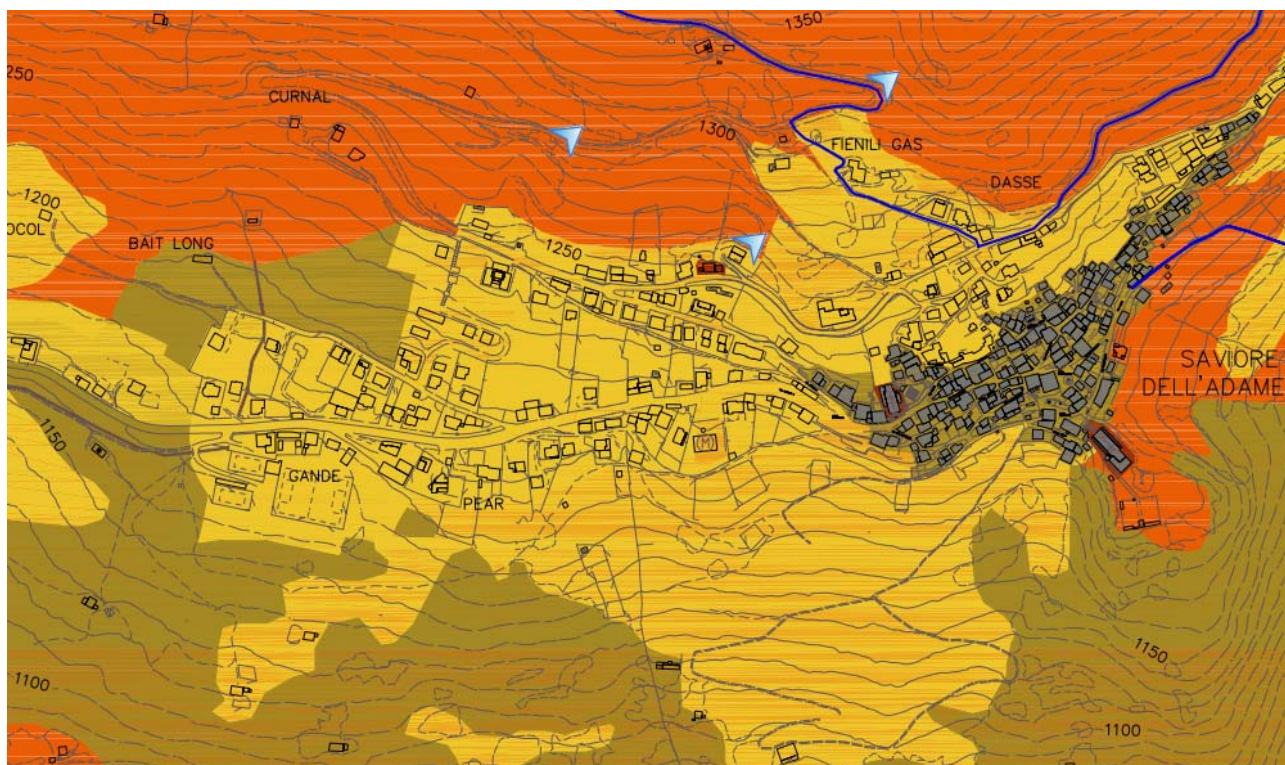 1350
1250
CURNAL
1300
FIENILI GAS
DASSE
1200
OCOL
BAIT LONG
1250
SAVIORE
DELL'ADAME
1150
(M)
GANDE
PEAR
1150
1100
1100